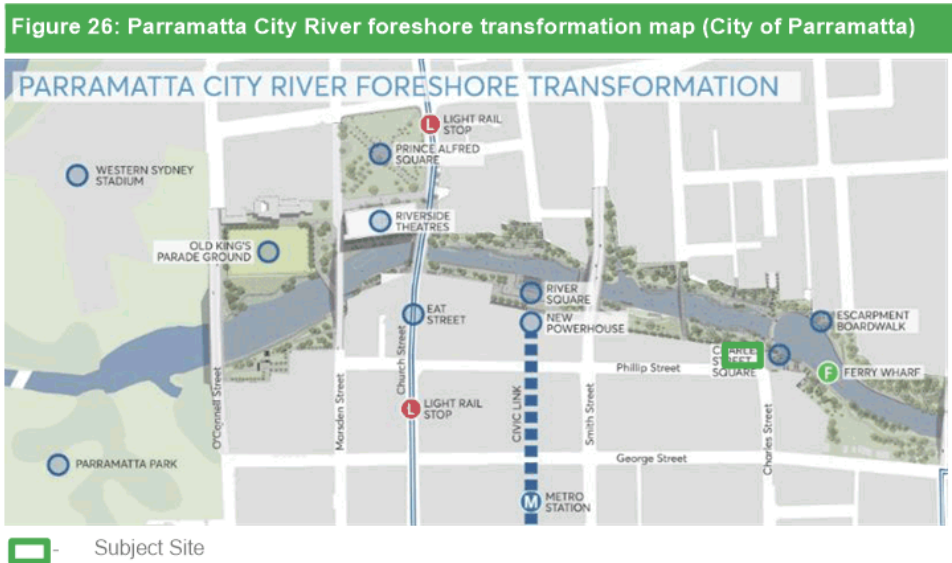 Figure 26: Parramatta City River foreshore transformation map (City of Parramatta)
PARRAMATTA CITY RIVER FORESHORE TRANSFORMATION
L LIGHT RAIL
STOP
PRINCE ALFRED
SQUARE
WESTERN SYDNEY
STADIUM
RIVERSIDE
THEATRES
OLD KING'S
PARADE GROUND
RIVER
SQUARE
EAT
STREET
NEW
POWERHOUSE
ESCARPMENT
BOARDWALK
STREET
SQUARE
F FERRY WHARF
Phillip Street
O'Connell Street
Marsden Street
Church Street
CIVIC LINK
Smith Street
Charles Street
L LIGHT RAIL
STOP
George Street
PARRAMATTA PARK
M METRO
STATION
- Subject Site